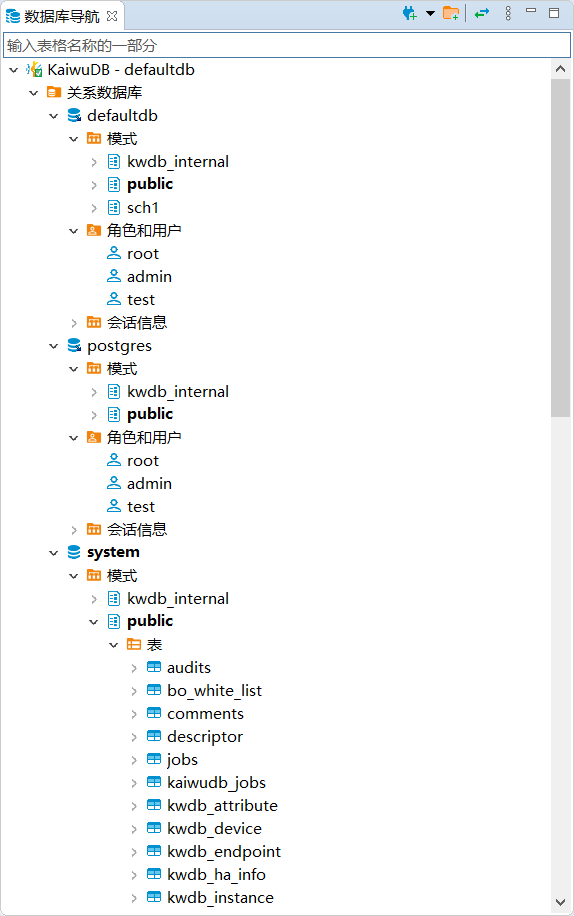 数据库导航
输入表格名称的一部分
KaiwuDB - defaultdb
关系数据库
defaultdb
模式
kwdb_internal
public
sch1
角色和用户
root
admin
test
会话信息
postgres
模式
kwdb_internal
public
角色和用户
root
admin
test
会话信息
system
模式
kwdb_internal
public
表
audits
bo_white_list
comments
descriptor
jobs
kaiwudb_jobs
kwdb_attribute
kwdb_device
kwdb_endpoint
kwdb_ha_info
kwdb_instance